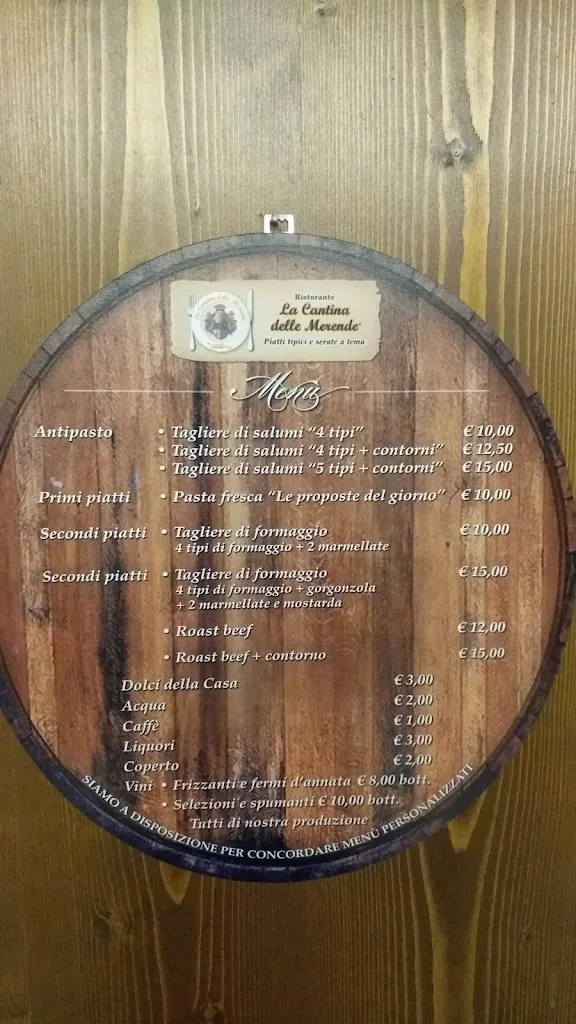 Ristorante
La Cantina
delle Merende
Piatti tipici e serate a tema
Menù
Antipasto • Tagliere di salumi "4 tipi" € 10,00
• Tagliere di salumi "4 tipi + contorni" € 12,50
• Tagliere di salumi "5 tipi + contorni" € 15,00
Primi piatti • Pasta fresca "Le proposte del giorno" € 10,00
Secondi piatti • Tagliere di formaggio € 10,00
4 tipi di formaggio + 2 marmellate
Secondi piatti • Tagliere di formaggio € 15,00
4 tipi di formaggio + gorgonzola
+ 2 marmellate e mostarda
• Roast beef € 12,00
• Roast beef + contorno € 15,00
Dolci della Casa € 3,00
Acqua € 2,00
Caffè € 1,00
Liquori € 3,00
Coperto € 2,00
Vini • Frizzanti e fermi d'annata € 8,00 bott.
• Selezioni e spumanti € 10,00 bott.
Tutti di nostra produzione
SIAMO A DISPOSIZIONE PER CONCORDARE MENÙ PERSONALIZZATI